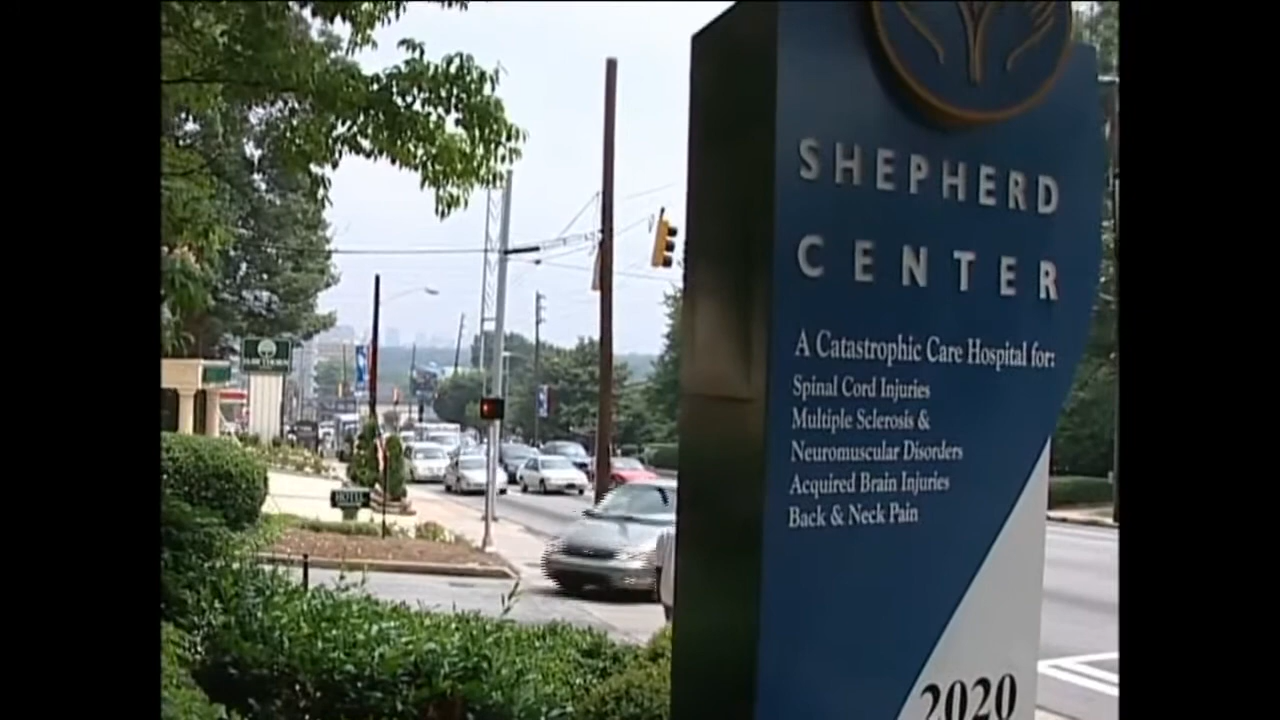 SHEPHERD
CENTER
A Catastrophic Care Hospital for:
Spinal Cord Injuries
Multiple Sclerosis &
Neuromuscular Disorders
Acquired Brain Injuries
Back & Neck Pain
2020
HOTEL